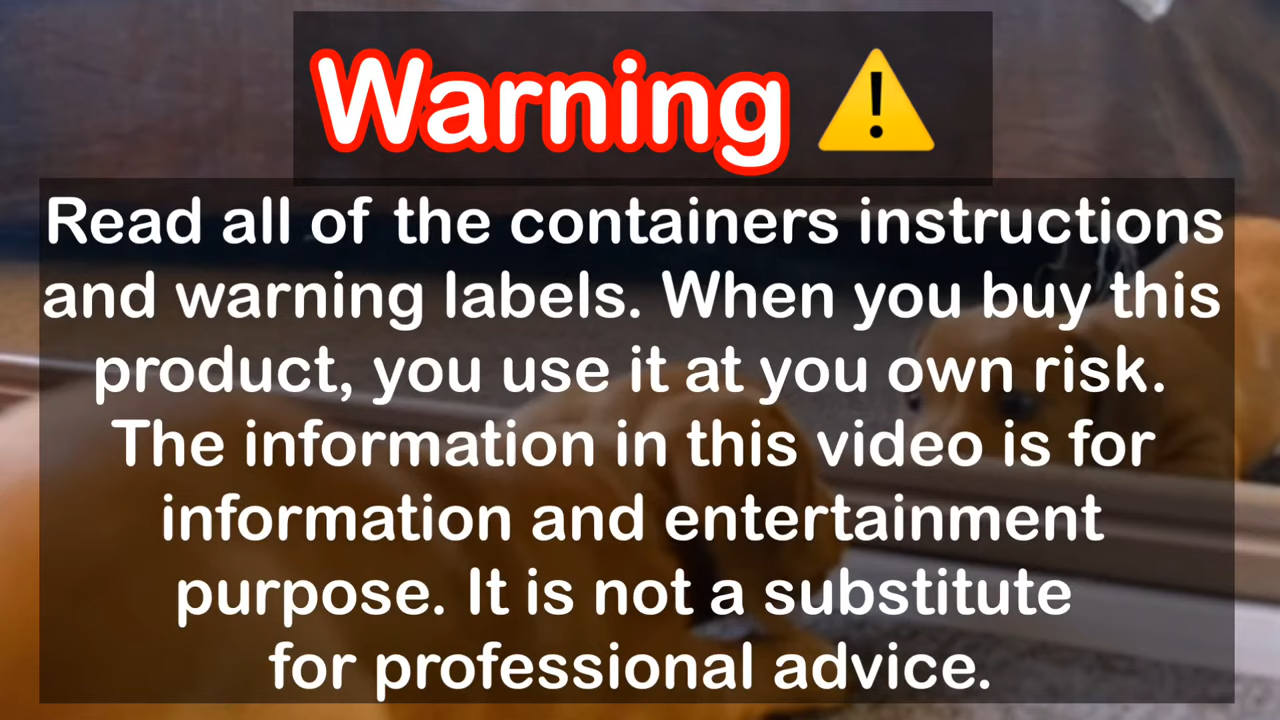 Warning ⚠️
Read all of the containers instructions
and warning labels. When you buy this
product, you use it at you own risk.
The information in this video is for
information and entertainment
purpose. It is not a substitute
for professional advice.